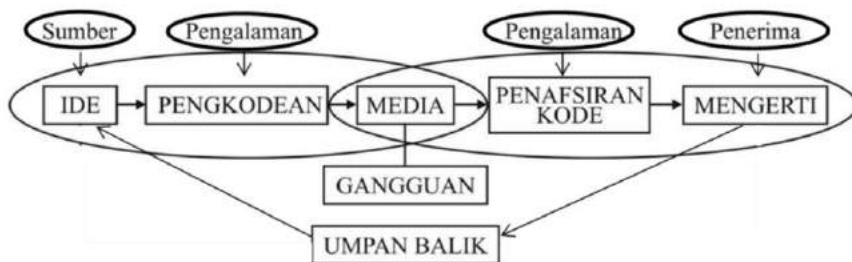 Sumber
Pengalaman
Pengalaman
Penerima
IDE
PENGKODEAN
MEDIA
PENAFSIRAN
KODE
MENGERTI
GANGGUAN
UMPAN BALIK